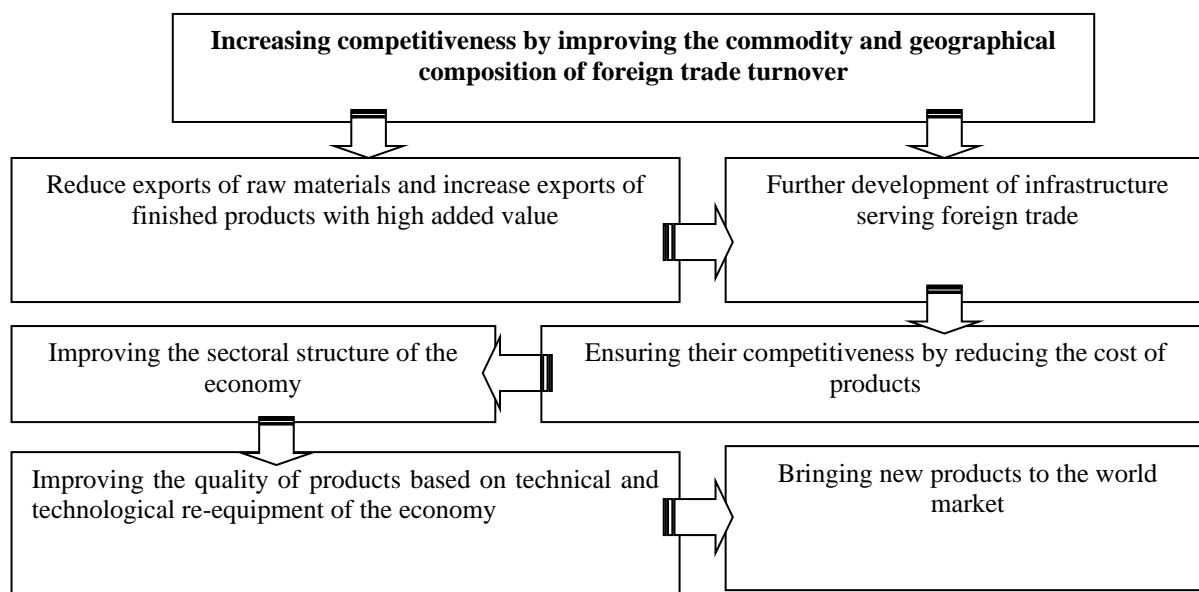 Increasing competitiveness by improving the commodity and geographical
composition of foreign trade turnover
Reduce exports of raw materials and increase exports of
finished products with high added value
Further development of infrastructure
serving foreign trade
Improving the sectoral structure of the
economy
Ensuring their competitiveness by reducing the cost of
products
Improving the quality of products based on technical and
technological re-equipment of the economy
Bringing new products to the world
market